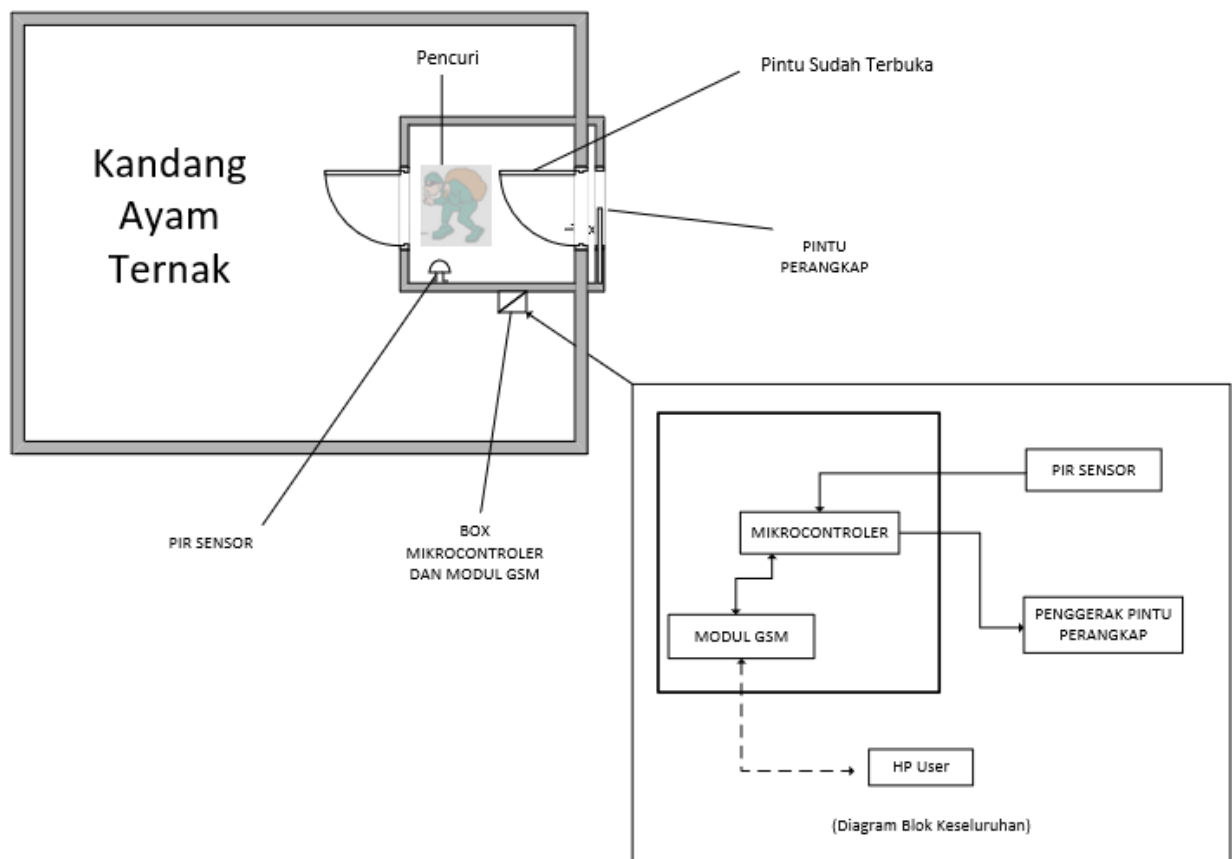 Pencuri
Pintu Sudah Terbuka
Kandang
Ayam
Ternak
PINTU
PERANGKAP
PIR SENSOR
BOX
MIKROCONTROLER
DAN MODUL GSM
PIR SENSOR
MIKROCONTROLER
PENGGERAK PINTU
PERANGKAP
MODUL GSM
HP User
(Diagram Blok Keseluruhan)